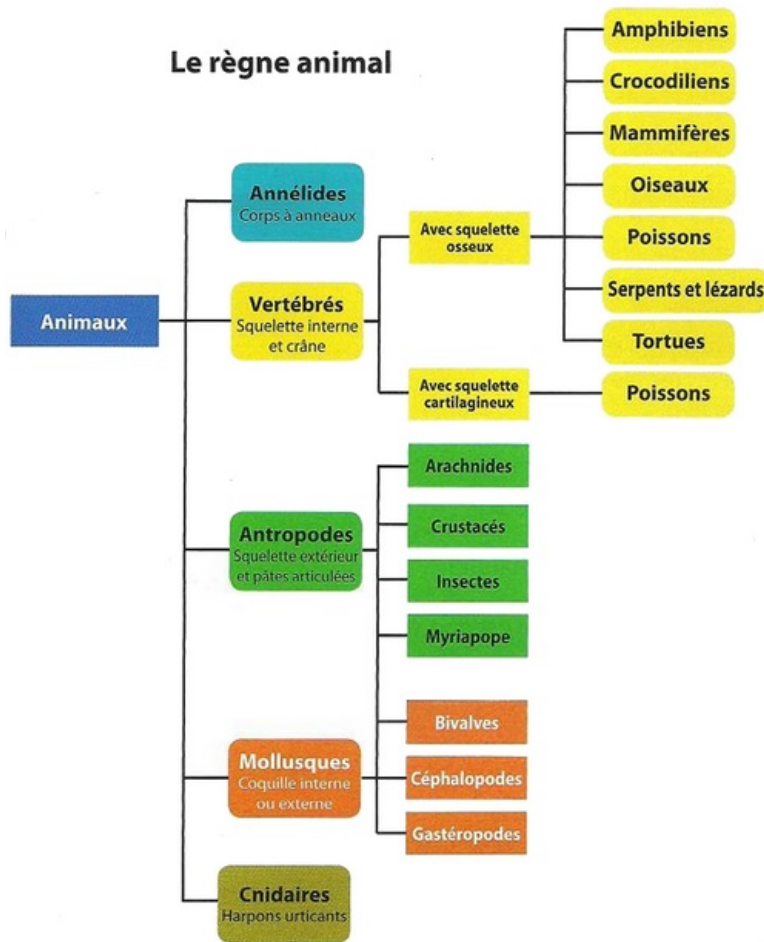 Le règne animal
Animaux
Annélides
Corps à anneaux
Vertébrés
Squelette interne
et crâne
Avec squelette
osseux
Amphibiens
Crocodiliens
Mammifères
Oiseaux
Poissons
Serpents et lézards
Tortues
Avec squelette
cartilagineux
Poissons
Antropodes
Squelette extérieur
et pâtes articulées
Arachnides
Crustacés
Insectes
Myriapope
Mollusques
Coquille interne
ou externe
Bivalves
Céphalopodes
Gastéropodes
Cnidaires
Harpons urticants